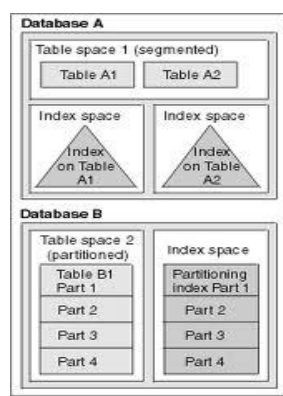 Database A
Table space 1 (segmented)
Table A1
Table A2
Index space
Index
on Table
A1
Index space
Index
on Table
A2
Database B
Table space 2
(partitioned)
Table B1
Part 1
Part 2
Part 3
Part 4
Index space
Partitioning
index Part 1
Part 2
Part 3
Part 4